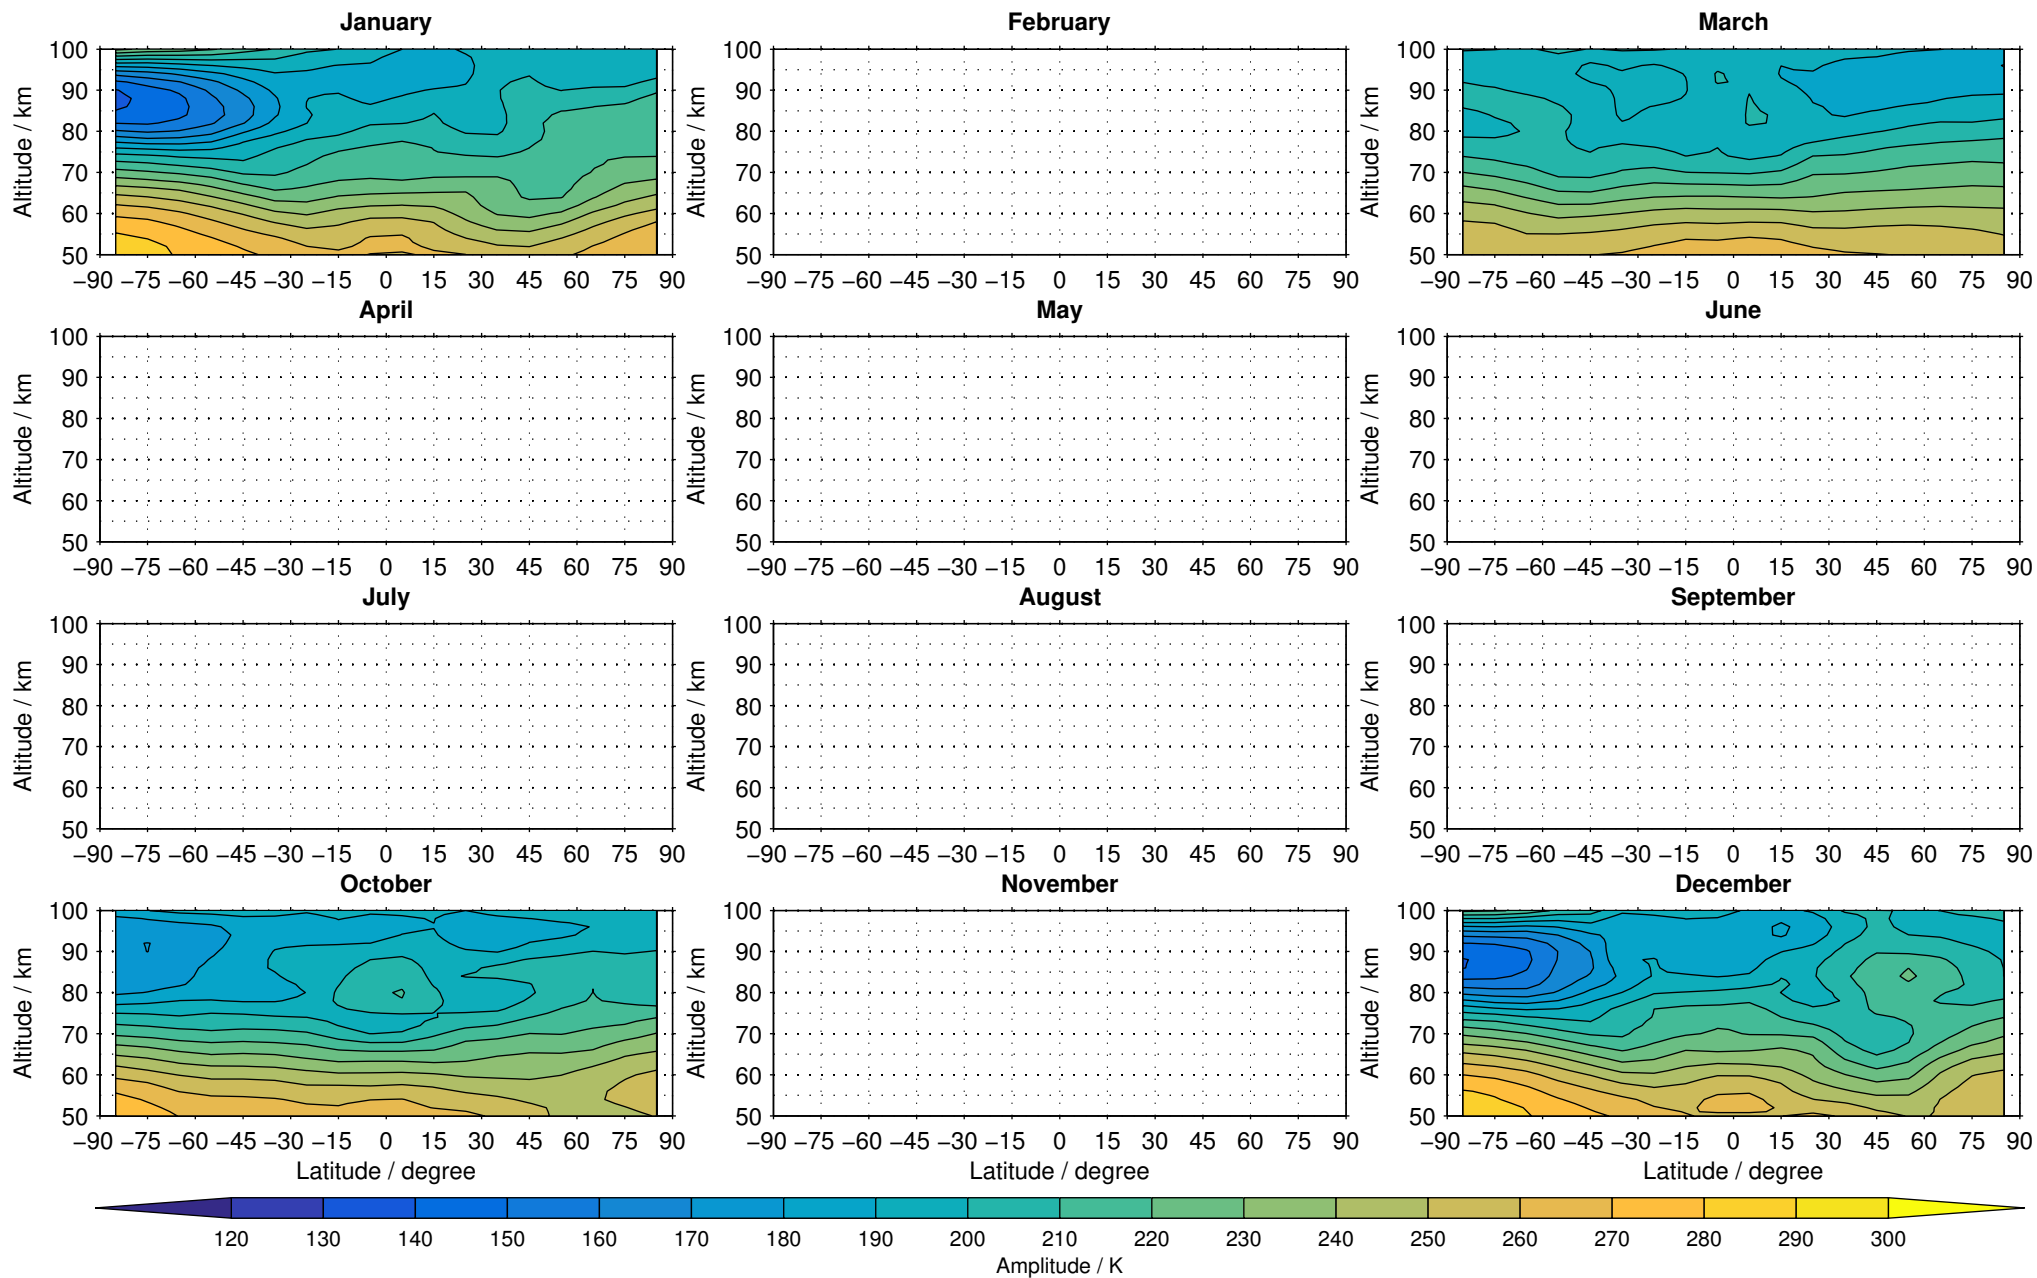 January February March
Altitude / km Altitude / km Altitude / km
100 100 100
90 90 90
80 80 80
70 70 70
60 60 60
50 50 50
−90 −75 −60 −45 −30 −15 0 15 30 45 60 75 90 −90 −75 −60 −45 −30 −15 0 15 30 45 60 75 90 −90 −75 −60 −45 −30 −15 0 15 30 45 60 75 90
April May June
Altitude / km Altitude / km Altitude / km
100 100 100
90 90 90
80 80 80
70 70 70
60 60 60
50 50 50
−90 −75 −60 −45 −30 −15 0 15 30 45 60 75 90 −90 −75 −60 −45 −30 −15 0 15 30 45 60 75 90 −90 −75 −60 −45 −30 −15 0 15 30 45 60 75 90
July August September
Altitude / km Altitude / km Altitude / km
100 100 100
90 90 90
80 80 80
70 70 70
60 60 60
50 50 50
−90 −75 −60 −45 −30 −15 0 15 30 45 60 75 90 −90 −75 −60 −45 −30 −15 0 15 30 45 60 75 90 −90 −75 −60 −45 −30 −15 0 15 30 45 60 75 90
October November December
Altitude / km Altitude / km Altitude / km
100 100 100
90 90 90
80 80 80
70 70 70
60 60 60
50 50 50
−90 −75 −60 −45 −30 −15 0 15 30 45 60 75 90 −90 −75 −60 −45 −30 −15 0 15 30 45 60 75 90 −90 −75 −60 −45 −30 −15 0 15 30 45 60 75 90
Latitude / degree Latitude / degree Latitude / degree
120 130 140 150 160 170 180 190 200 210 220 230 240 250 260 270 280 290 300
Amplitude / K